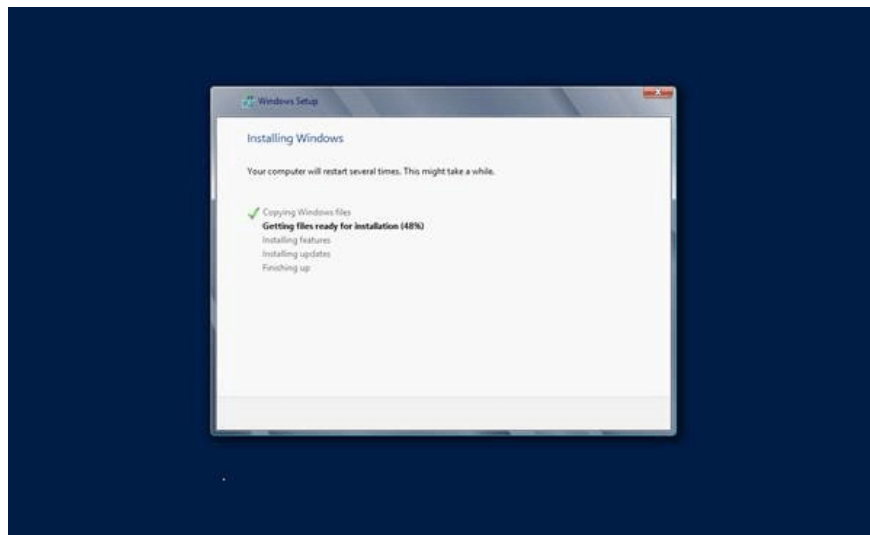 Windows Setup
Installing Windows
Your computer will restart several times. This might take a while.
Copying Windows files
Getting files ready for installation (48%)
Installing features
Installing updates
Finishing up